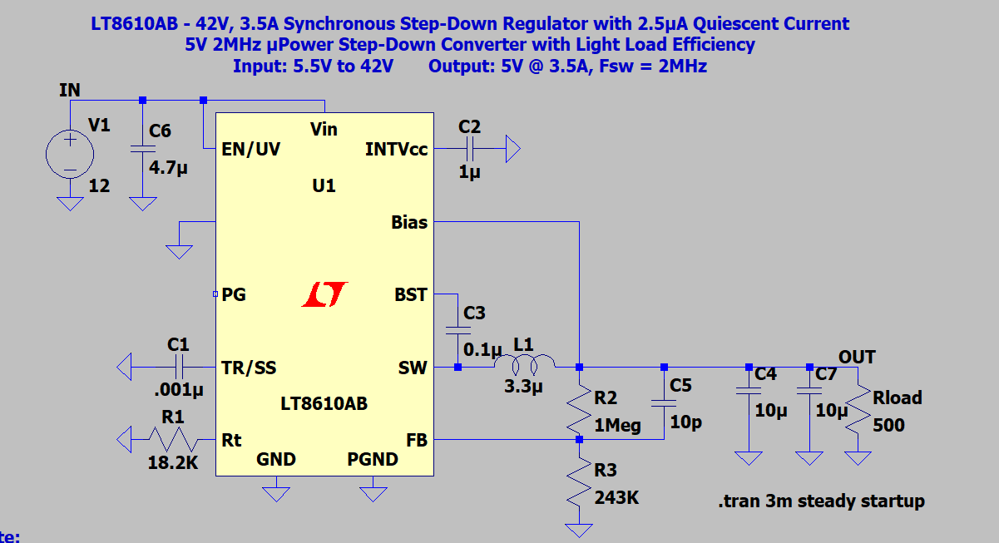 LT8610AB - 42V, 3.5A Synchronous Step-Down Regulator with 2.5µA Quiescent Current
5V 2MHz µPower Step-Down Converter with Light Load Efficiency
Input: 5.5V to 42V Output: 5V @ 3.5A, Fsw = 2MHz
IN
V1
12
C6
4.7µ
Vin
EN/UV
INTVcc
U1
C2
1µ
Bias
PG
BST
C3
0.1µ
C1
.001µ
TR/SS
SW
L1
3.3µ
OUT
LT8610AB
R1
18.2K
Rt
FB
GND
PGND
R2
1Meg
C5
10p
C4
10µ
C7
10µ
Rload
500
R3
243K
.tran 3m steady startup
te: